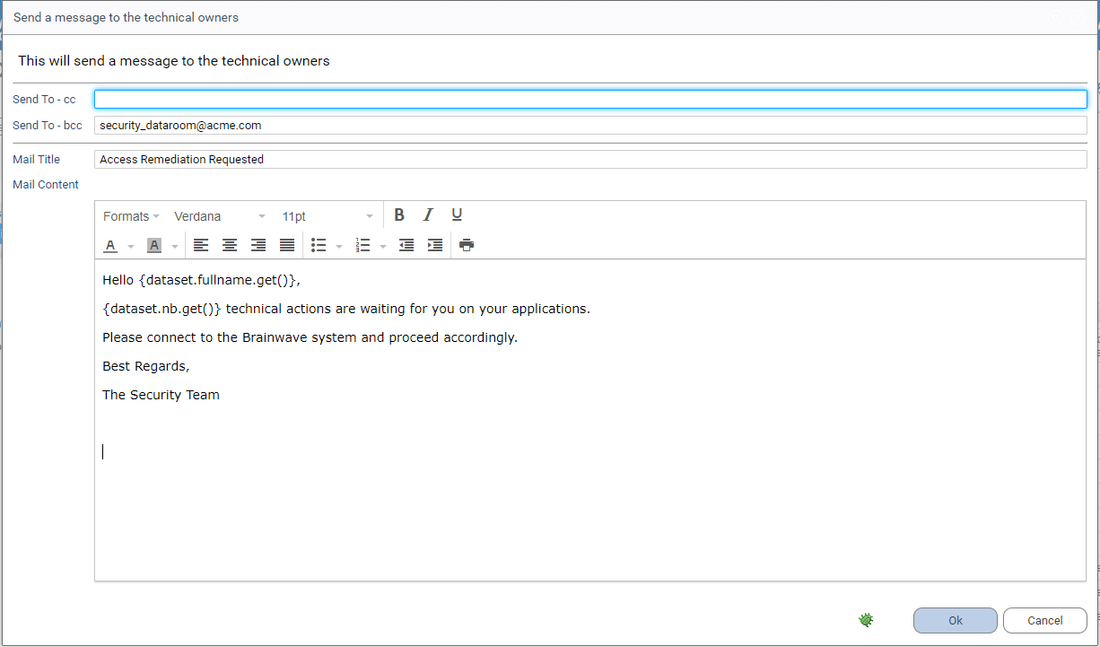 Send a message to the technical owners
This will send a message to the technical owners
Send To - cc
Send To - bcc security_dataroom@acme.com
Mail Title Access Remediation Requested
Mail Content
Formats Verdana 11pt B I U
A A
Hello {dataset.fullname.get()},
{dataset.nb.get()} technical actions are waiting for you on your applications.
Please connect to the Brainwave system and proceed accordingly.
Best Regards,
The Security Team
Ok Cancel